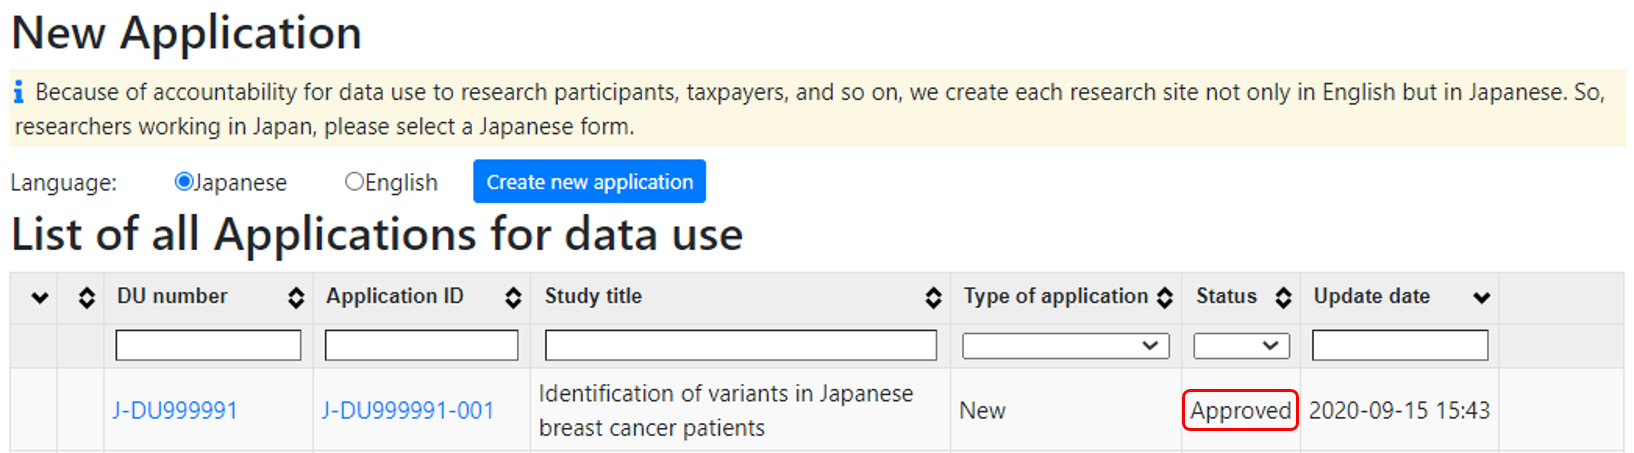 New Application
Because of accountability for data use to research participants, taxpayers, and so on, we create each research site not only in English but in Japanese. So,
researchers working in Japan, please select a Japanese form.
Language: Japanese English Create new application
List of all Applications for data use
DU number Application ID Study title Type of application Status Update date
J-DU999991 J-DU999991-001 Identification of variants in Japanese New Approved 2020-09-15 15:43
breast cancer patients